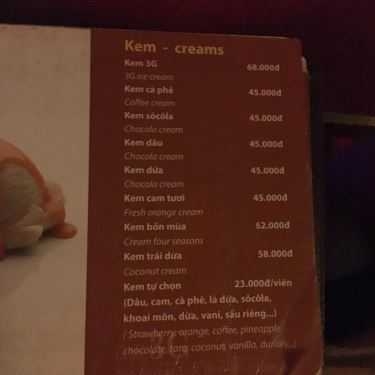 Kem - creams
Kem 3G 68.000đ
3G ice cream
Kem cà phê 45.000đ
Coffee cream
Kem sôcôla 45.000đ
Chocola cream
Kem dâu 45.000đ
Chocola cream
Kem dừa 45.000đ
Chocola cream
Kem cam tươi 45.000đ
Fresh orange cream
Kem bốn mùa 52.000đ
Cream four seasons
Kem trái dừa 58.000đ
Coconut cream
Kem tự chọn 23.000đ/viên
(Dâu, cam, cà phê, lá dứa, sôcôla,
khoai môn, dừa, vani, sầu riêng...)
( Strawberry, orange, coffee, pineapple
chocolate, taro, coconut, vanilla, durian,..)